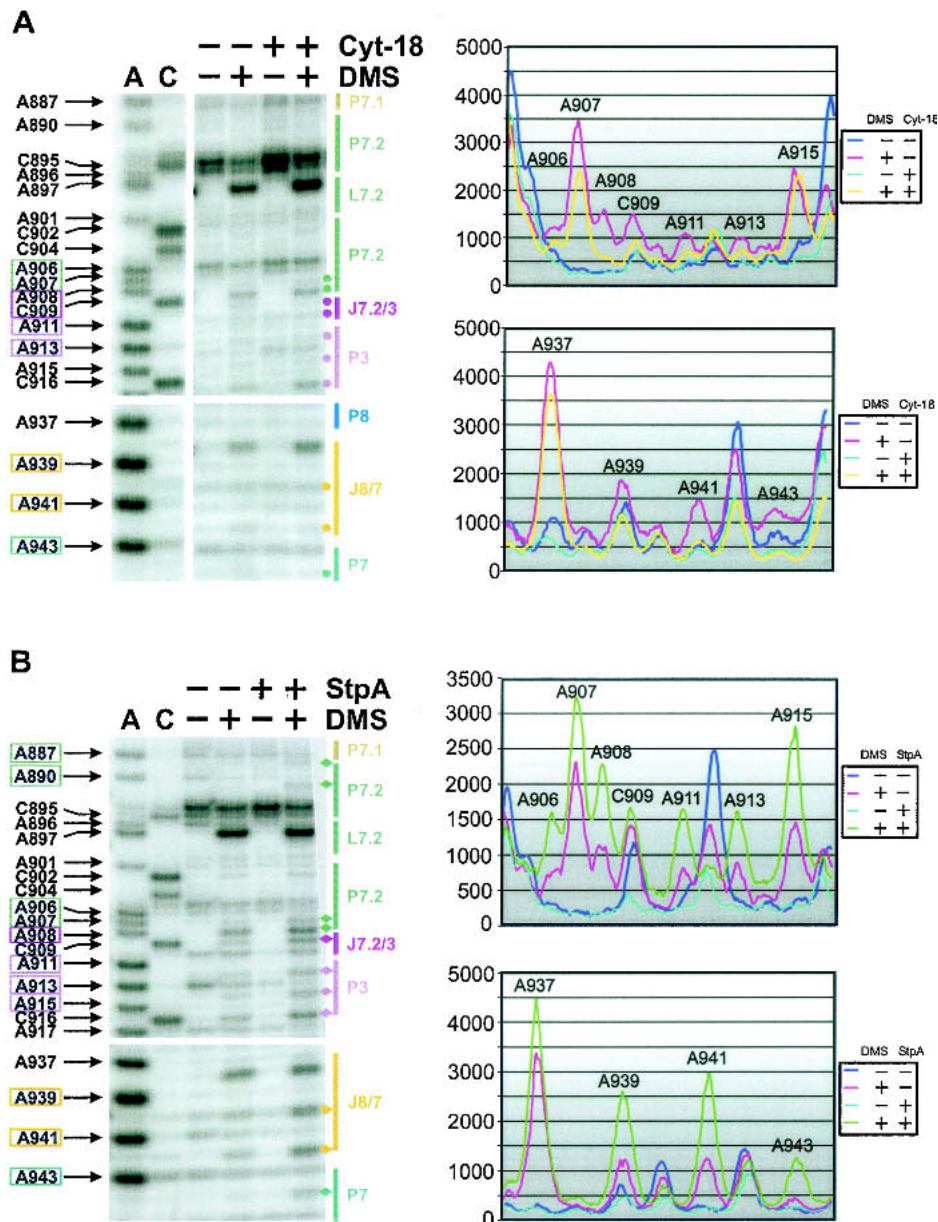 A
− − + + Cyt-18
A C − + − + DMS
A887
A890
C895
A896
A897
A901
C902
C904
A906
A907
A908
C909
A911
A913
A915
C916
P7.1
P7.2
L7.2
P7.2
J7.2/3
P3
A937
A939
A941
A943
P8
J8/7
P7
5000
4000
3000
2000
1000
0
A907
A906
A908
C909
A911
A913
A915
DMS Cyt-18
− −
+ −
− +
+ +
5000
4000
3000
2000
1000
0
A937
A939
A941
A943
DMS Cyt-18
− −
+ −
− +
+ +
B
− − + + StpA
A C − + − + DMS
A887
A890
C895
A896
A897
A901
C902
C904
A906
A907
A908
C909
A911
A913
A915
C916
A917
P7.1
P7.2
L7.2
P7.2
J7.2/3
P3
A937
A939
A941
A943
J8/7
P7
3500
3000
2500
2000
1500
1000
500
0
A907
A908
A906
C909
A911
A913
A915
DMS StpA
− −
+ −
− +
+ +
5000
4000
3000
2000
1000
0
A937
A939
A941
A943
DMS StpA
− −
+ −
− +
+ +